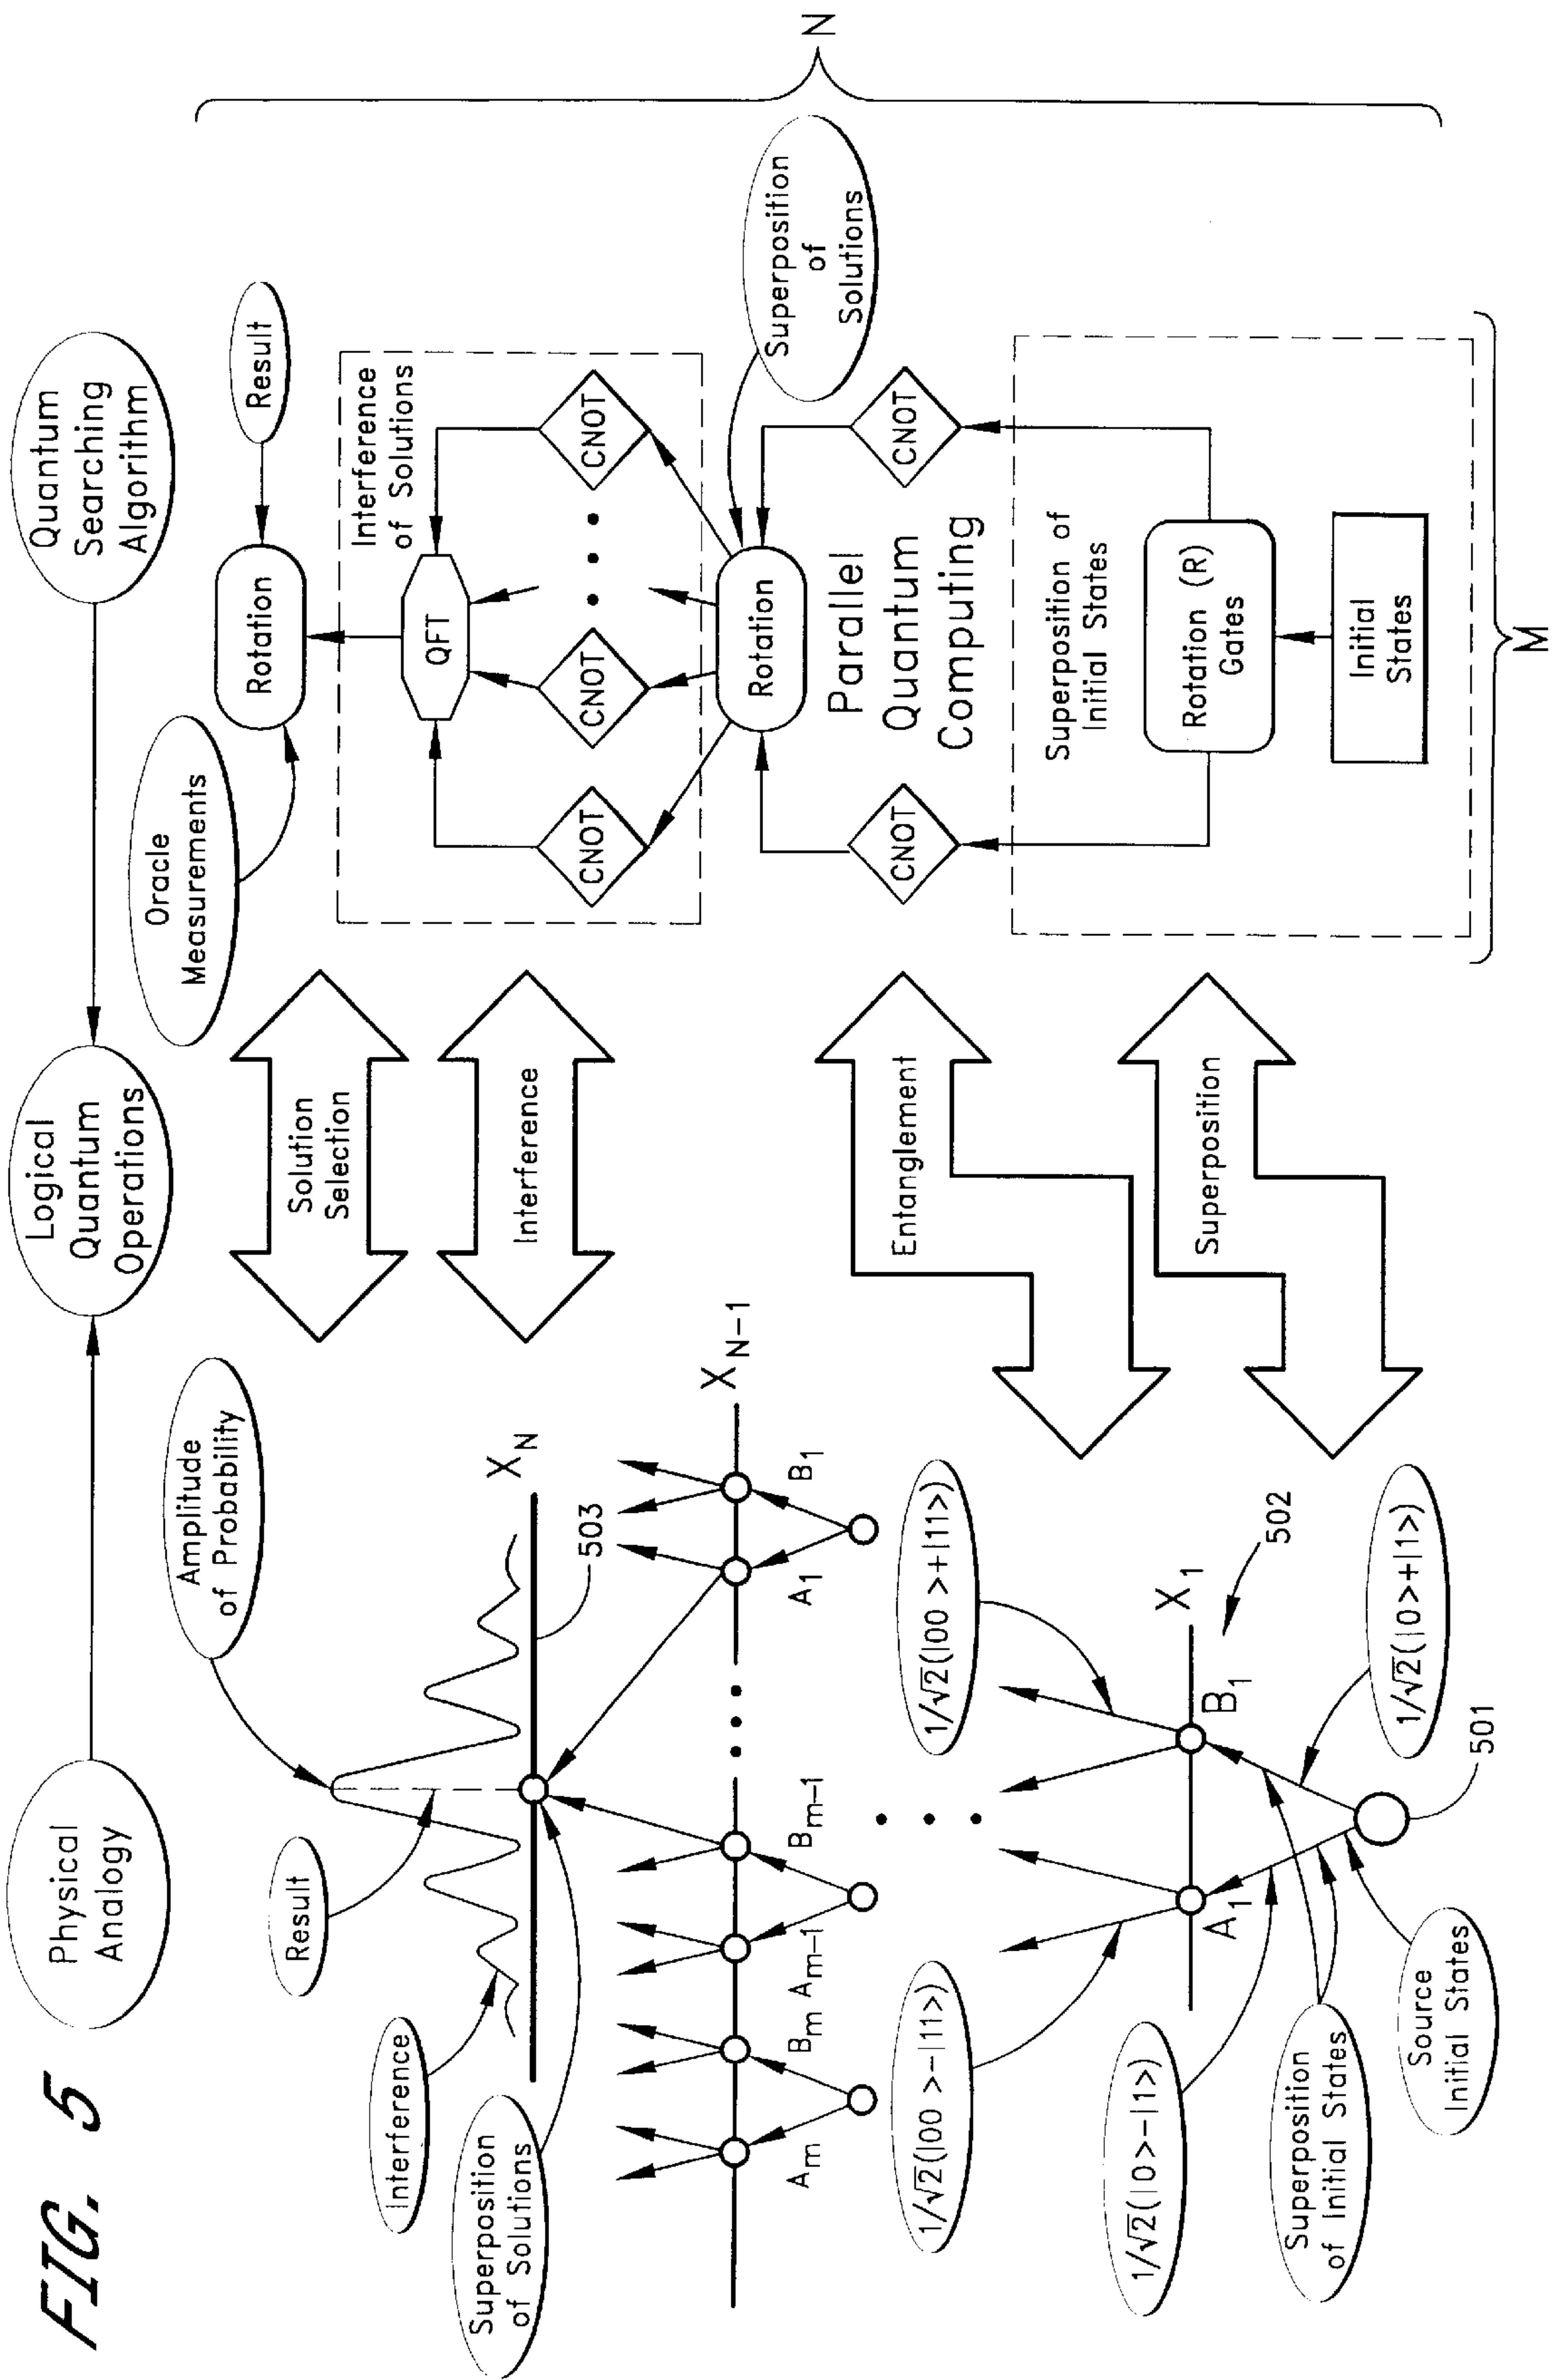 FIG. 5
Physical
Analogy
Logical
Quantum
Operations
Quantum
Searching
Algorithm
Amplitude
of Probability
Result
Interference
Superposition
of Solutions
X_N
503
X_{N-1}
A_m
B_m
A_{m-1}
B_{m-1}
A_1
B_1
1/√2(|00>-|11>)
1/√2(|00>+|11>)
1/√2(|0>-|1>)
A_1
B_1
X_1
502
Superposition
of Initial States
Source
Initial States
501
1/√2(|0>+|1>)
Solution
Selection
Interference
Entanglement
Superposition
Oracle
Measurements
Rotation
Result
Interference
of Solutions
QFT
CNOT
CNOT
CNOT
Rotation
Superposition
of
Solutions
Parallel
Quantum
Computing
CNOT
CNOT
Superposition of
Initial States
Rotation (R)
Gates
Initial
States
M
N